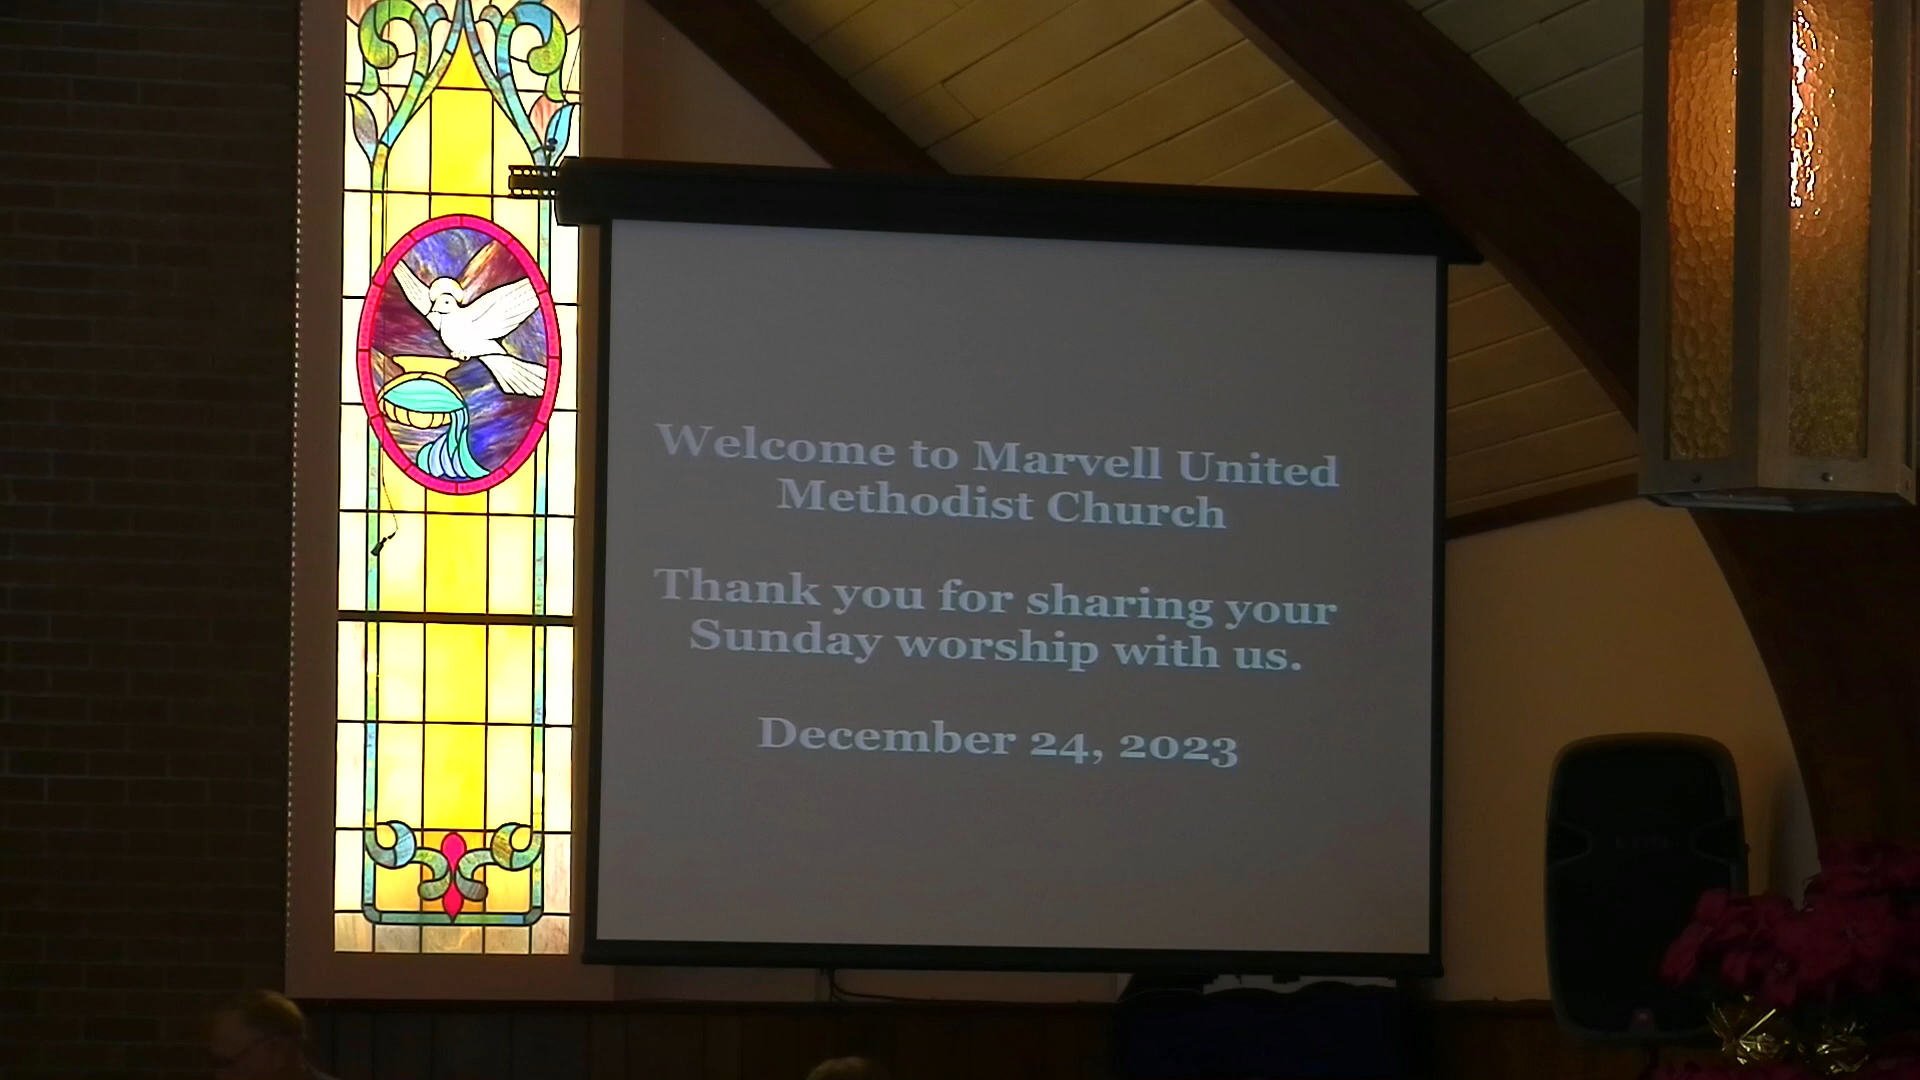 Welcome to Marvell United
Methodist Church
Thank you for sharing your
Sunday worship with us.
December 24, 2023